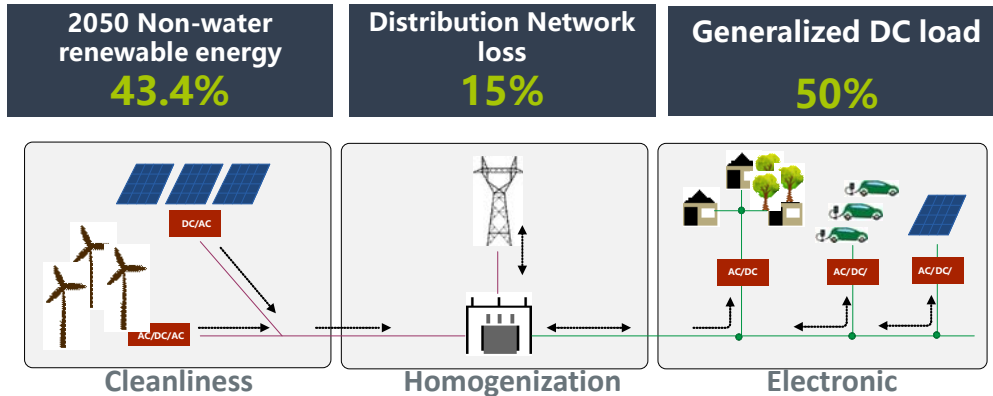 2050 Non-water
renewable energy
43.4%
Distribution Network
loss
15%
Generalized DC load
50%
DC/AC
AC/DC/AC
AC/DC
AC/DC/
AC/DC/
Cleanliness
Homogenization
Electronic